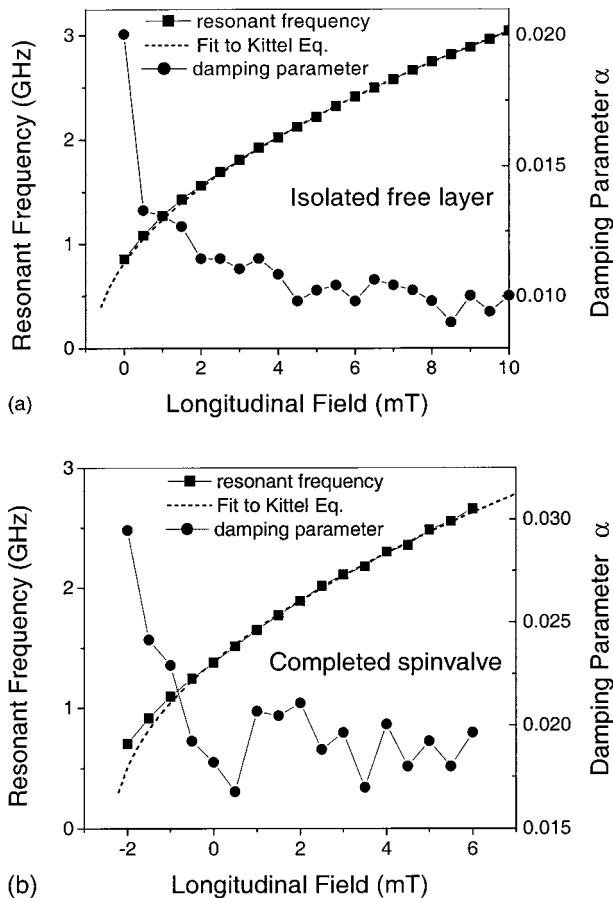 resonant frequency
Fit to Kittel Eq.
damping parameter
Isolated free layer
Resonant Frequency (GHz)
3
2
1
0
Damping Parameter α
0.020
0.015
0.010
0 2 4 6 8 10
(a) Longitudinal Field (mT)
resonant frequency
Fit to Kittel Eq.
damping parameter
Completed spinvalve
Resonant Frequency (GHz)
3
2
1
0
Damping Parameter α
0.030
0.025
0.020
0.015
-2 0 2 4 6
(b) Longitudinal Field (mT)